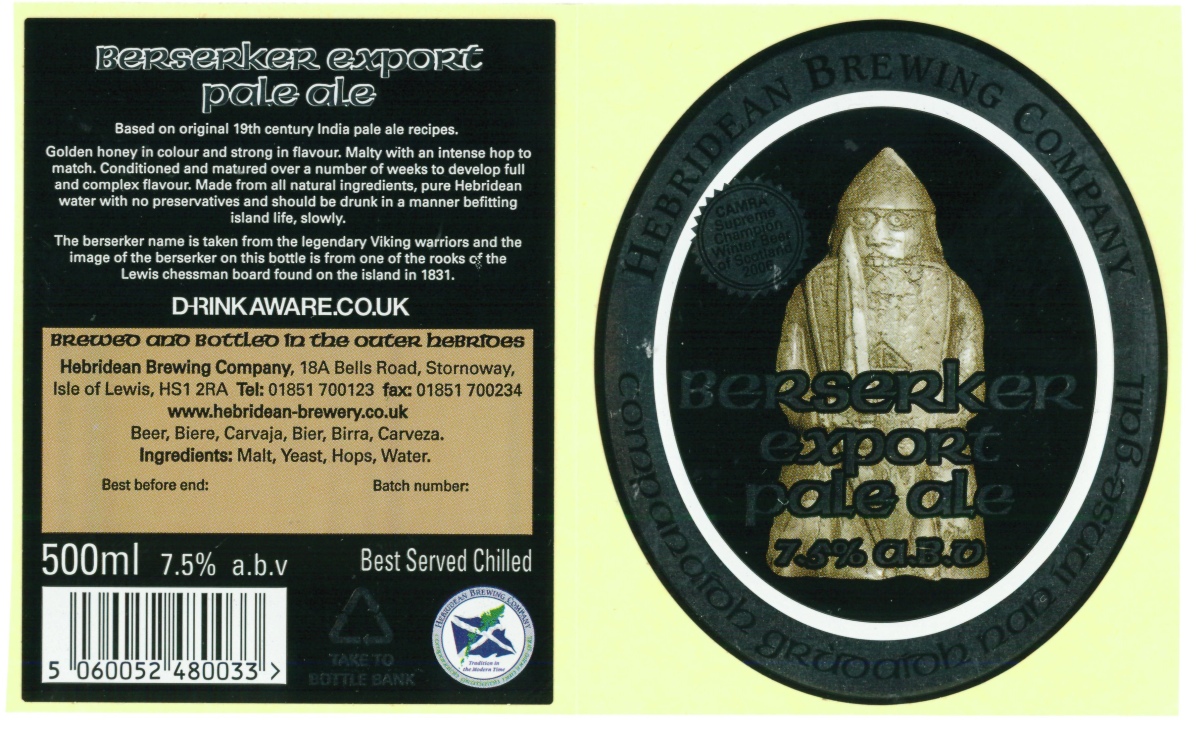 Berserker export
pale ale
Based on original 19th century India pale ale recipes.
Golden honey in colour and strong in flavour. Malty with an intense hop to
match. Conditioned and matured over a number of weeks to develop full
and complex flavour. Made from all natural ingredients, pure Hebridean
water with no preservatives and should be drunk in a manner befitting
island life, slowly.
The berserker name is taken from the legendary Viking warriors and the
image of the berserker on this bottle is from one of the rooks of the
Lewis chessman board found on the island in 1831.
DRINKAWARE.CO.UK
Brewed and Bottled in the outer hebrides
Hebridean Brewing Company, 18A Bells Road, Stornoway,
Isle of Lewis, HS1 2RA Tel: 01851 700123 fax: 01851 700234
www.hebridean-brewery.co.uk
Beer, Biere, Carvaja, Bier, Birra, Carveza.
Ingredients: Malt, Yeast, Hops, Water.
Best before end: Batch number:
500ml 7.5% a.b.v Best Served Chilled
5 060052 480033 >
TAKE TO
BOTTLE BANK
HEBRIDEAN BREWING COMPANY
Tradition in
the Modern Time
HEBRIDEAN BREWING COMPANY
CAMRA
Supreme
Champion
Winter Beer
of Scotland
2006
Berserker
export
pale ale
7.5% A.B.V
companaidh grudaidh nan innse-gall